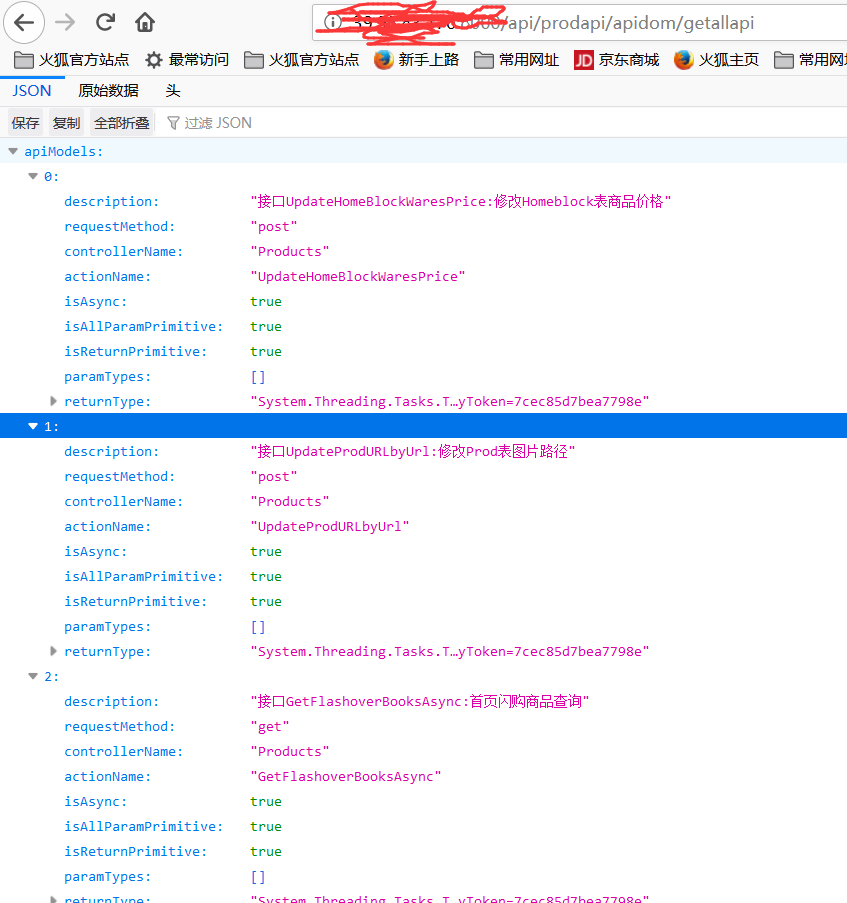 /api/prodapi/apidom/getallapi
火狐官方站点 最常访问 火狐官方站点 新手上路 常用网址 JD 京东商城 火狐主页 常用网
JSON 原始数据 头
保存 复制 全部折叠 过滤 JSON
apiModels:
0:
description: "接口UpdateHomeBlockWaresPrice:修改Homeblock表商品价格"
requestMethod: "post"
controllerName: "Products"
actionName: "UpdateHomeBlockWaresPrice"
isAsync: true
isAllParamPrimitive: true
isReturnPrimitive: true
paramTypes: []
returnType: "System.Threading.Tasks.T…yToken=7cec85d7bea7798e"
1:
description: "接口UpdateProdURLbyUrl:修改Prod表图片路径"
requestMethod: "post"
controllerName: "Products"
actionName: "UpdateProdURLbyUrl"
isAsync: true
isAllParamPrimitive: true
isReturnPrimitive: true
paramTypes: []
returnType: "System.Threading.Tasks.T…yToken=7cec85d7bea7798e"
2:
description: "接口GetFlashoverBooksAsync:首页闪购商品查询"
requestMethod: "get"
controllerName: "Products"
actionName: "GetFlashoverBooksAsync"
isAsync: true
isAllParamPrimitive: true
isReturnPrimitive: true
paramTypes: []
returnType: "System.Threading.Tasks.T…yToken=7cec85d7bea7798e"